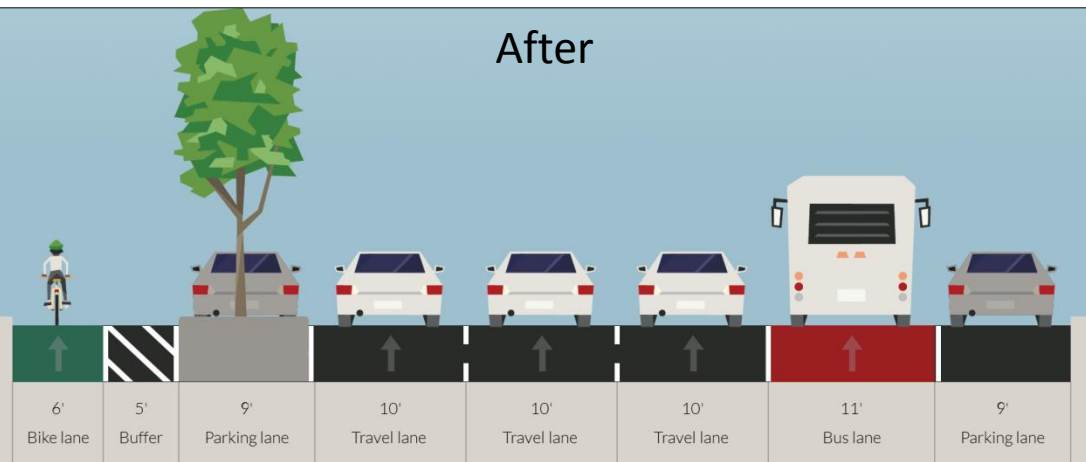 After
6' 5' 9' 10' 10' 10' 11' 9'
Bike lane Buffer Parking lane Travel lane Travel lane Travel lane Bus lane Parking lane